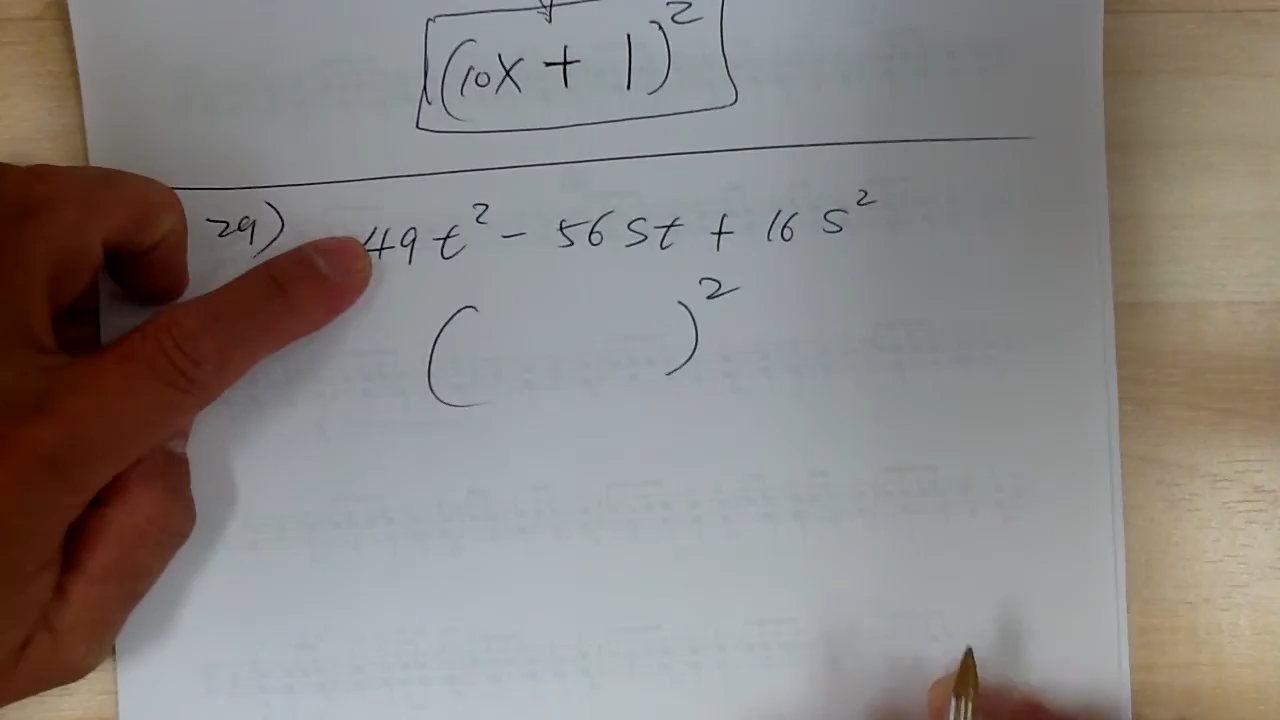 (10x + 1)²
29) 49t² - 56st + 16s²
(        )²